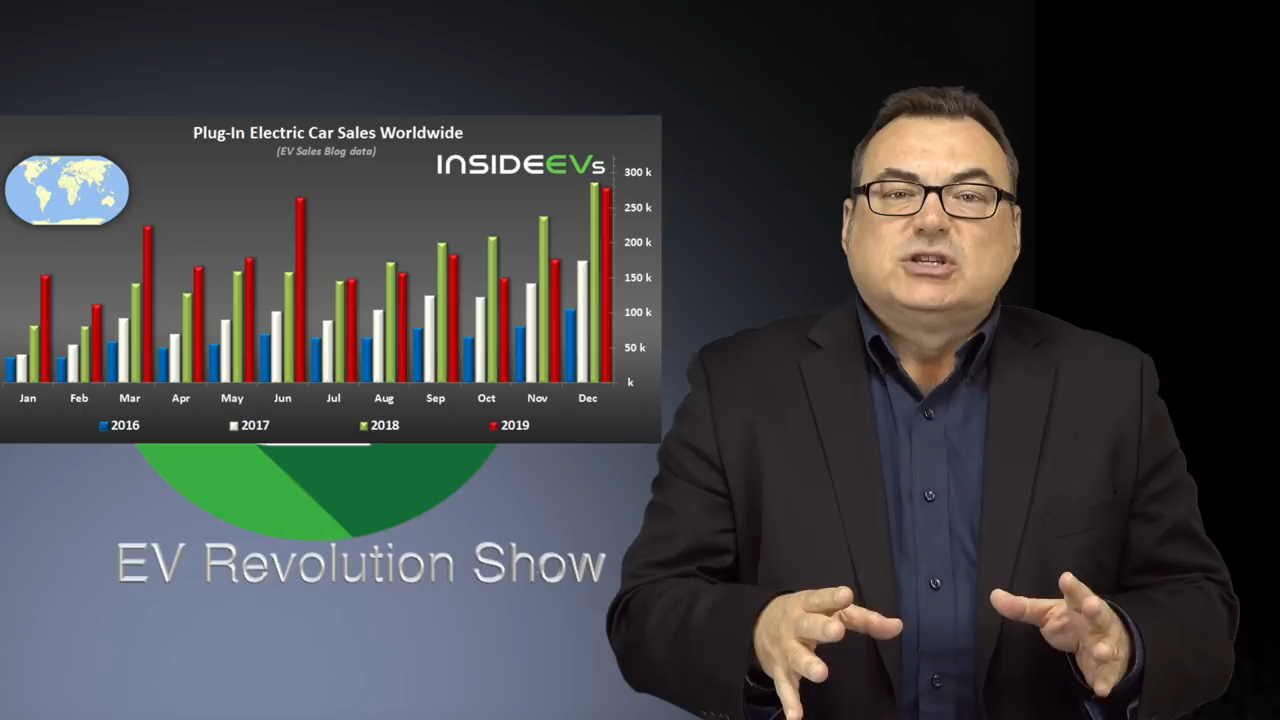 Plug-In Electric Car Sales Worldwide
(EV Sales Blog data)
INSIDEEVs
300 k
250 k
200 k
150 k
100 k
50 k
k
Jan Feb Mar Apr May Jun Jul Aug Sep Oct Nov Dec
2016 2017 2018 2019
EV Revolution Show